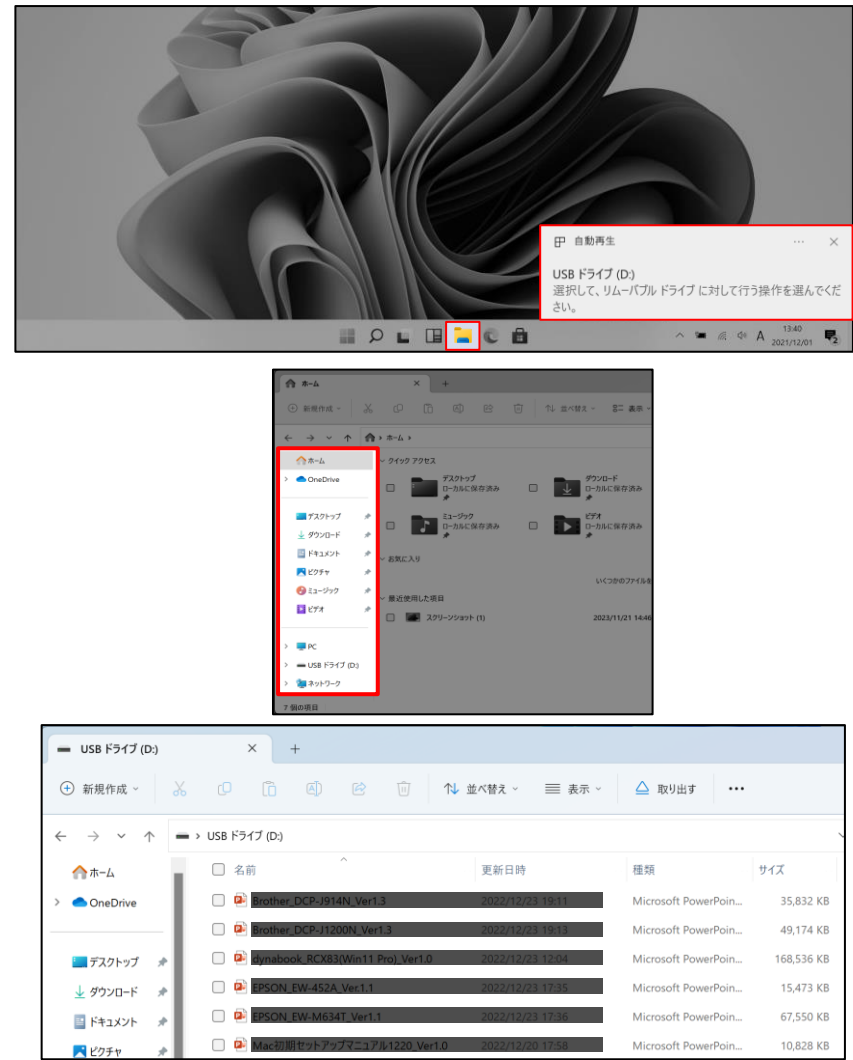 自動再生
USB ドライブ (D:)
選択して、リムーバブル ドライブ に対して行う操作を選んでくだ
さい。
A
13:40
2021/12/01
2
ホーム
新規作成
並べ替え
表示
ホーム
ホーム
クイック アクセス
OneDrive
デスクトップ
ローカルに保存済み
ダウンロード
ローカルに保存済み
デスクトップ
ダウンロード
ミュージック
ローカルに保存済み
ビデオ
ローカルに保存済み
ドキュメント
お気に入り
ピクチャ
いくつかのファイルを
ミュージック
最近使用した項目
ビデオ
スクリーンショット (1)
2023/11/21 14:46
PC
USB ドライブ (D:)
ネットワーク
7 個の項目
USB ドライブ (D:)
新規作成
並べ替え
表示
取り出す
USB ドライブ (D:)
ホーム
名前 更新日時 種類 サイズ
OneDrive
Brother_DCP-J914N_Ver1.3 2022/12/23 19:11 Microsoft PowerPoin... 35,832 KB
Brother_DCP-J1200N_Ver1.3 2022/12/23 19:13 Microsoft PowerPoin... 49,174 KB
デスクトップ
dynabook_RCX83(Win11 Pro)_Ver1.0 2022/12/23 12:04 Microsoft PowerPoin... 168,536 KB
ダウンロード
EPSON_EW-452A_Ver.1.1 2022/12/23 17:35 Microsoft PowerPoin... 15,473 KB
ドキュメント
EPSON_EW-M634T_Ver1.1 2022/12/23 17:36 Microsoft PowerPoin... 67,550 KB
ピクチャ
Mac初期セットアップマニュアル1220_Ver1.0 2022/12/20 17:58 Microsoft PowerPoin... 10,828 KB